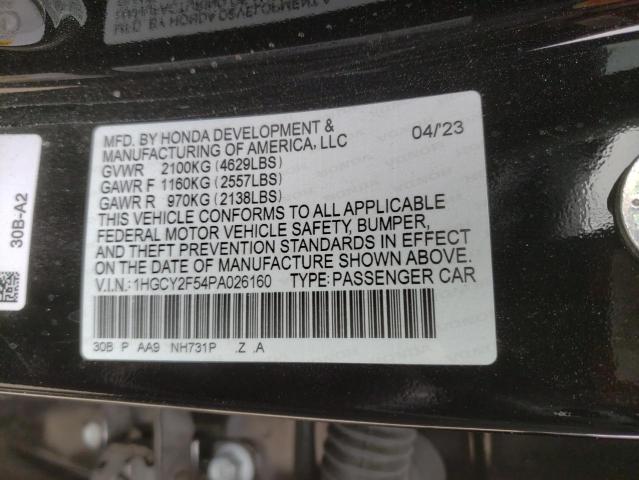 MFD. BY HONDA DEVELOPMENT &
MANUFACTURING OF AMERICA, LLC
04/'23
GVWR 2100KG (4629LBS)
GAWR F 1160KG (2557LBS)
GAWR R 970KG (2138LBS)
THIS VEHICLE CONFORMS TO ALL APPLICABLE
FEDERAL MOTOR VEHICLE SAFETY, BUMPER,
AND THEFT PREVENTION STANDARDS IN EFFECT
ON THE DATE OF MANUFACTURE SHOWN ABOVE.
V.I.N.:1HGCY2F54PA026160 TYPE:PASSENGER CAR
30B P AA9 NH731P .Z .A
30B-A2